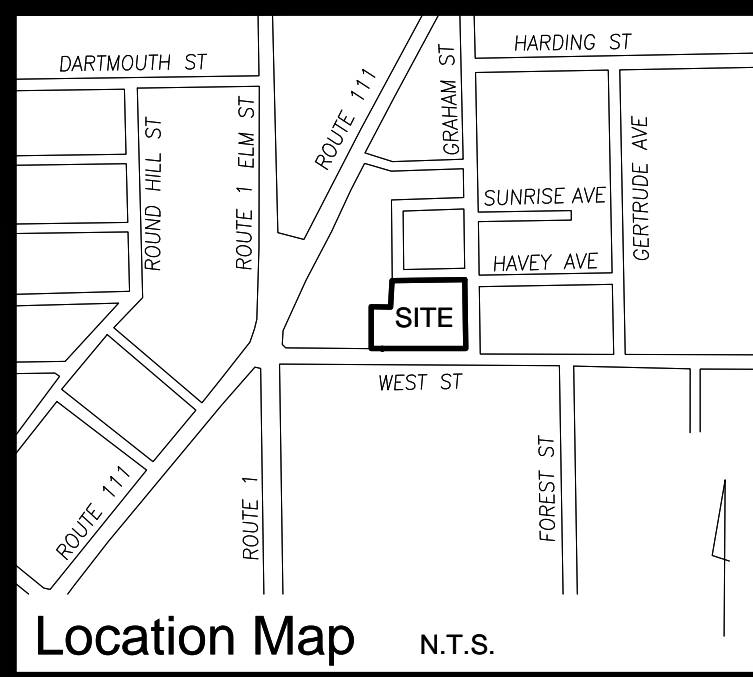 HARDING ST
DARTMOUTH ST
GRAHAM ST
ROUTE 111
ROUND HILL ST
ROUTE 1 ELM ST
GERTRUDE AVE
SUNRISE AVE
HAVEY AVE
SITE
WEST ST
ROUTE 111
ROUTE 1
FOREST ST
Location Map
N.T.S.